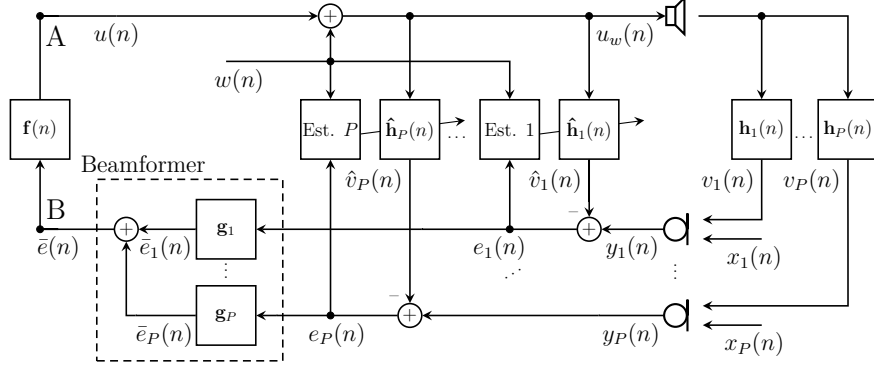 A u(n) + u_w(n)
w(n)
f(n) Est. P ĥ_P(n) ... Est. 1 ĥ_1(n) h_1(n) ... h_P(n)
Beamformer
v̂_P(n) v̂_1(n) v_1(n) v_P(n)
B + g_1 − +
ē(n) ē_1(n) e_1(n) y_1(n) x_1(n)
⋮ ⋰ ⋮
+ g_P − +
ē_P(n) e_P(n) y_P(n) x_P(n)